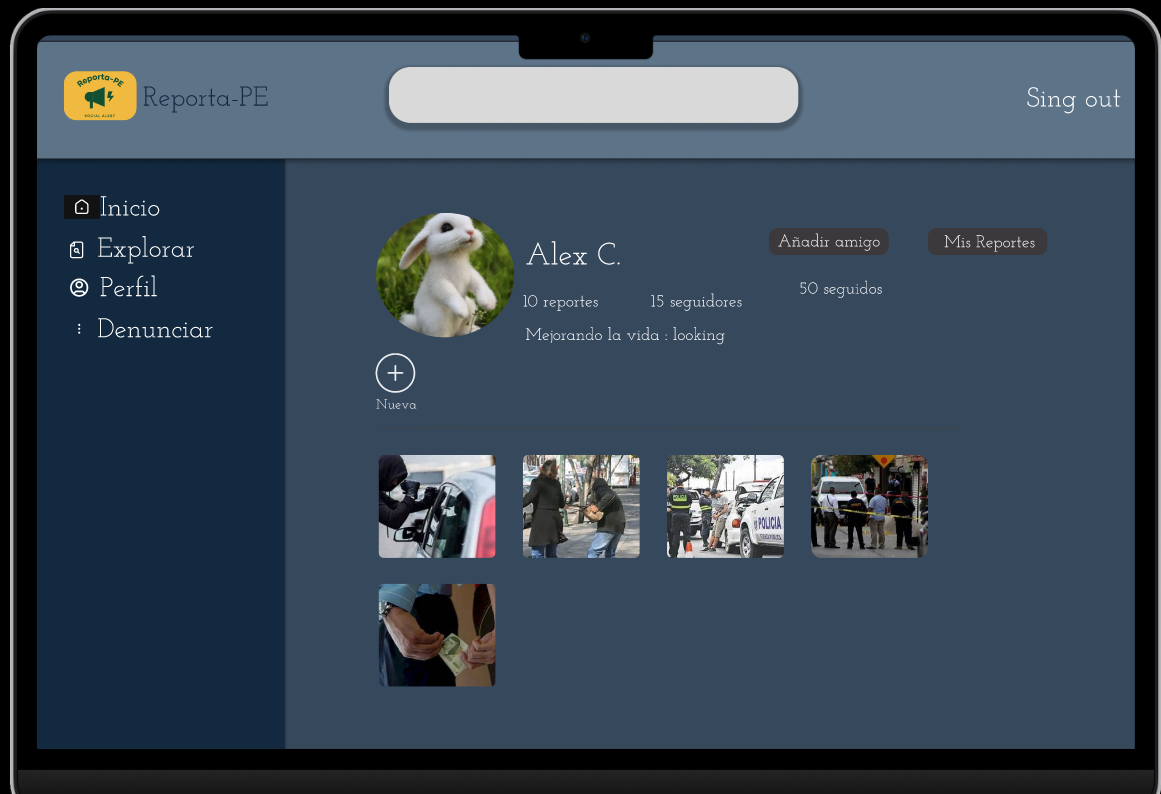 Reporta-PE
SOCIAL ALERT
Reporta-PE
Sing out
Inicio
Explorar
Perfil
Denunciar
Alex C.
Añadir amigo
Mis Reportes
10 reportes
15 seguidores
50 seguidos
Mejorando la vida : looking
Nueva
POLICIA
POLICIA